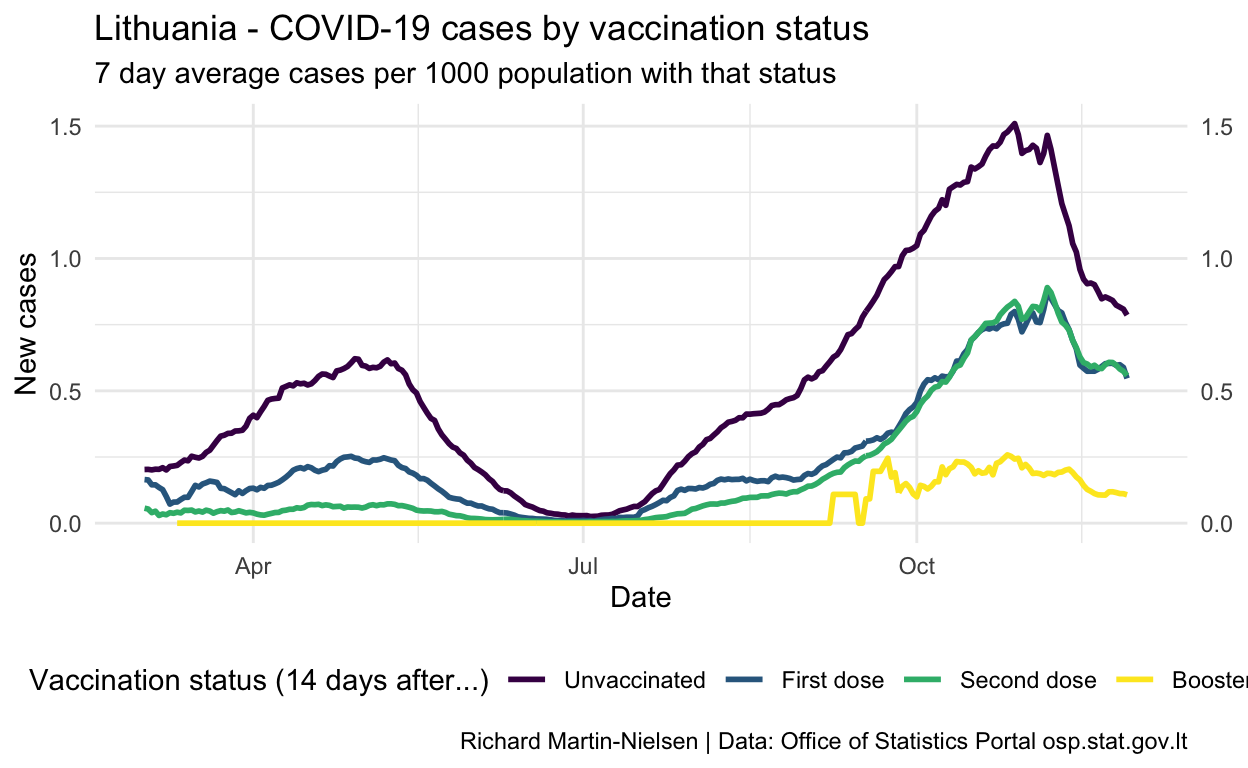 Lithuania - COVID-19 cases by vaccination status
7 day average cases per 1000 population with that status
1.5
1.0
0.5
0.0
New cases
1.5
1.0
0.5
0.0
Apr Jul Oct
Date
Vaccination status (14 days after...) Unvaccinated First dose Second dose Booster
Richard Martin-Nielsen | Data: Office of Statistics Portal osp.stat.gov.lt